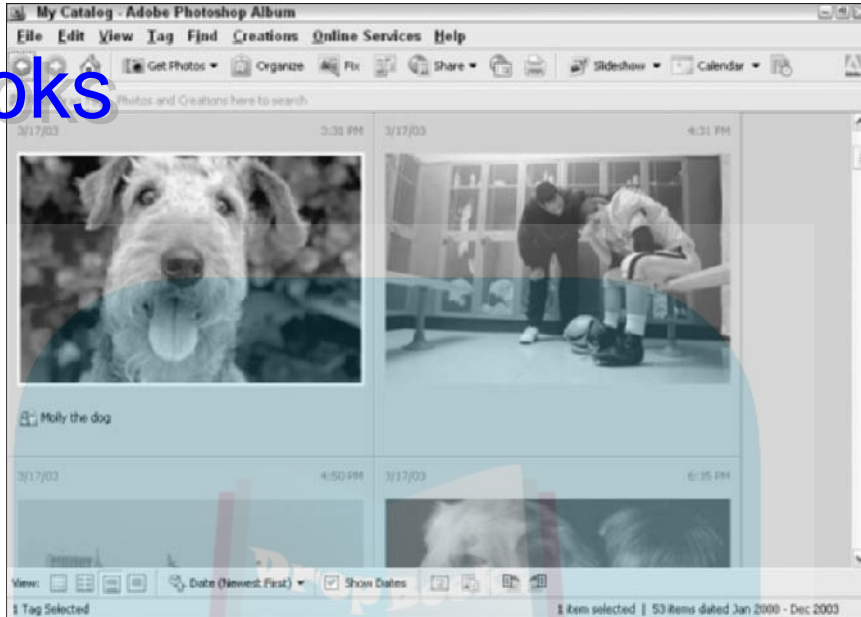 My Catalog - Adobe Photoshop Album
File Edit View Tag Find Creations Online Services Help
Get Photos Organize Fix Share Slideshow Calendar
oks
Photos and Creations here to search
3/17/03 3:31 PM 3/17/03 4:31 PM
Molly the dog
3/17/03 4:50 PM 3/17/03 6:35 PM
DropBooks
View: Date (Newest First) Show Dates
1 Tag Selected 1 item selected | 53 items dated Jan 2000 - Dec 2003